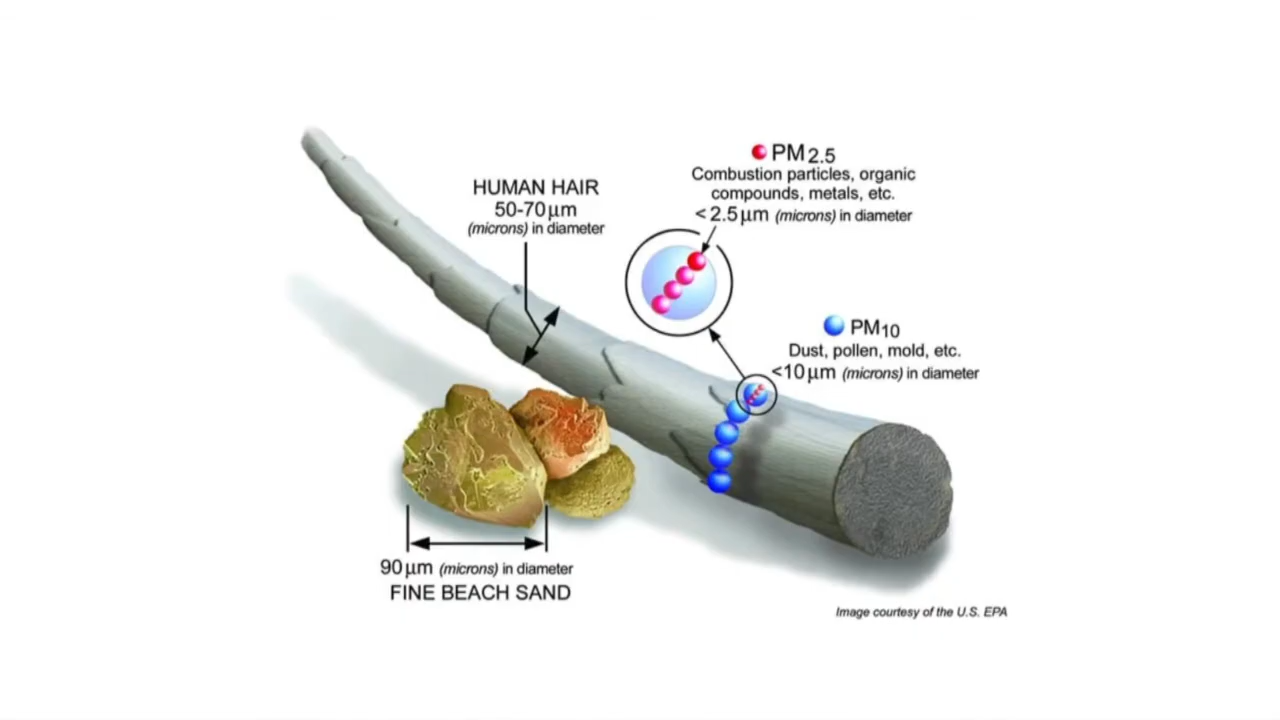 HUMAN HAIR
50-70μm
(microns) in diameter
PM2.5
Combustion particles, organic
compounds, metals, etc.
< 2.5μm (microns) in diameter
PM10
Dust, pollen, mold, etc.
<10μm (microns) in diameter
90μm (microns) in diameter
FINE BEACH SAND
Image courtesy of the U.S. EPA